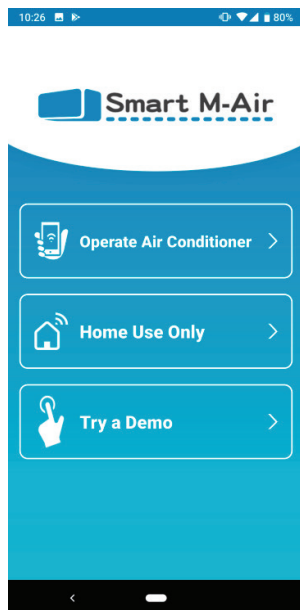 10:26
80%
Smart M-Air
Operate Air Conditioner
Home Use Only
Try a Demo